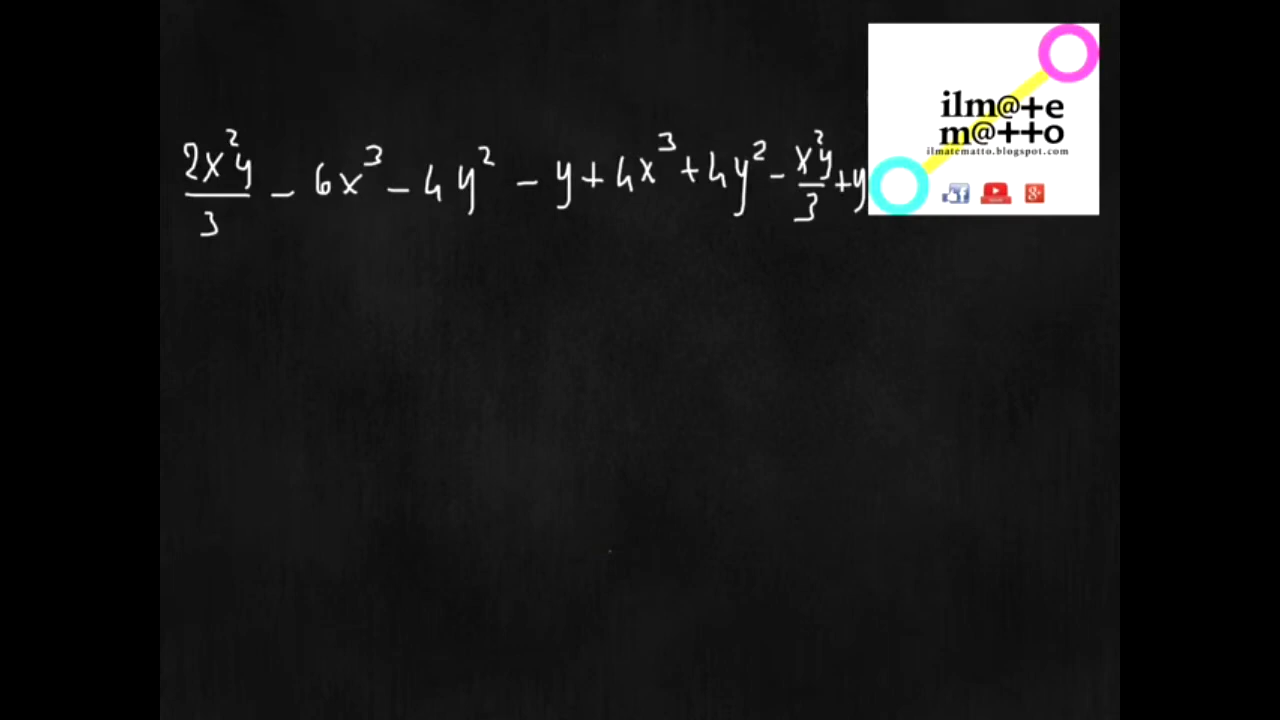 2x²y/3 - 6x³ - 4y² - y + 4x³ + 4y² - x²y/3 + y
ilm@+e
m@++o
ilmatematto.blogspot.com